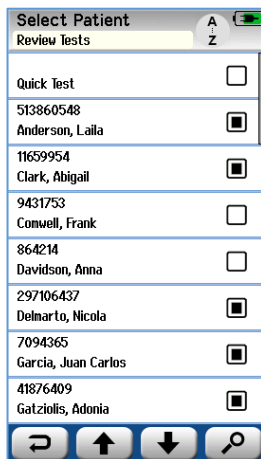 Select Patient
A
Z
Review Tests
Quick Test
513860548
Anderson, Laila
11659954
Clark, Abigail
9431753
Comwell, Frank
864214
Davidson, Anna
297106437
Delmarto, Nicola
7094365
Garcia, Juan Carlos
41876409
Gatziolis, Adonia